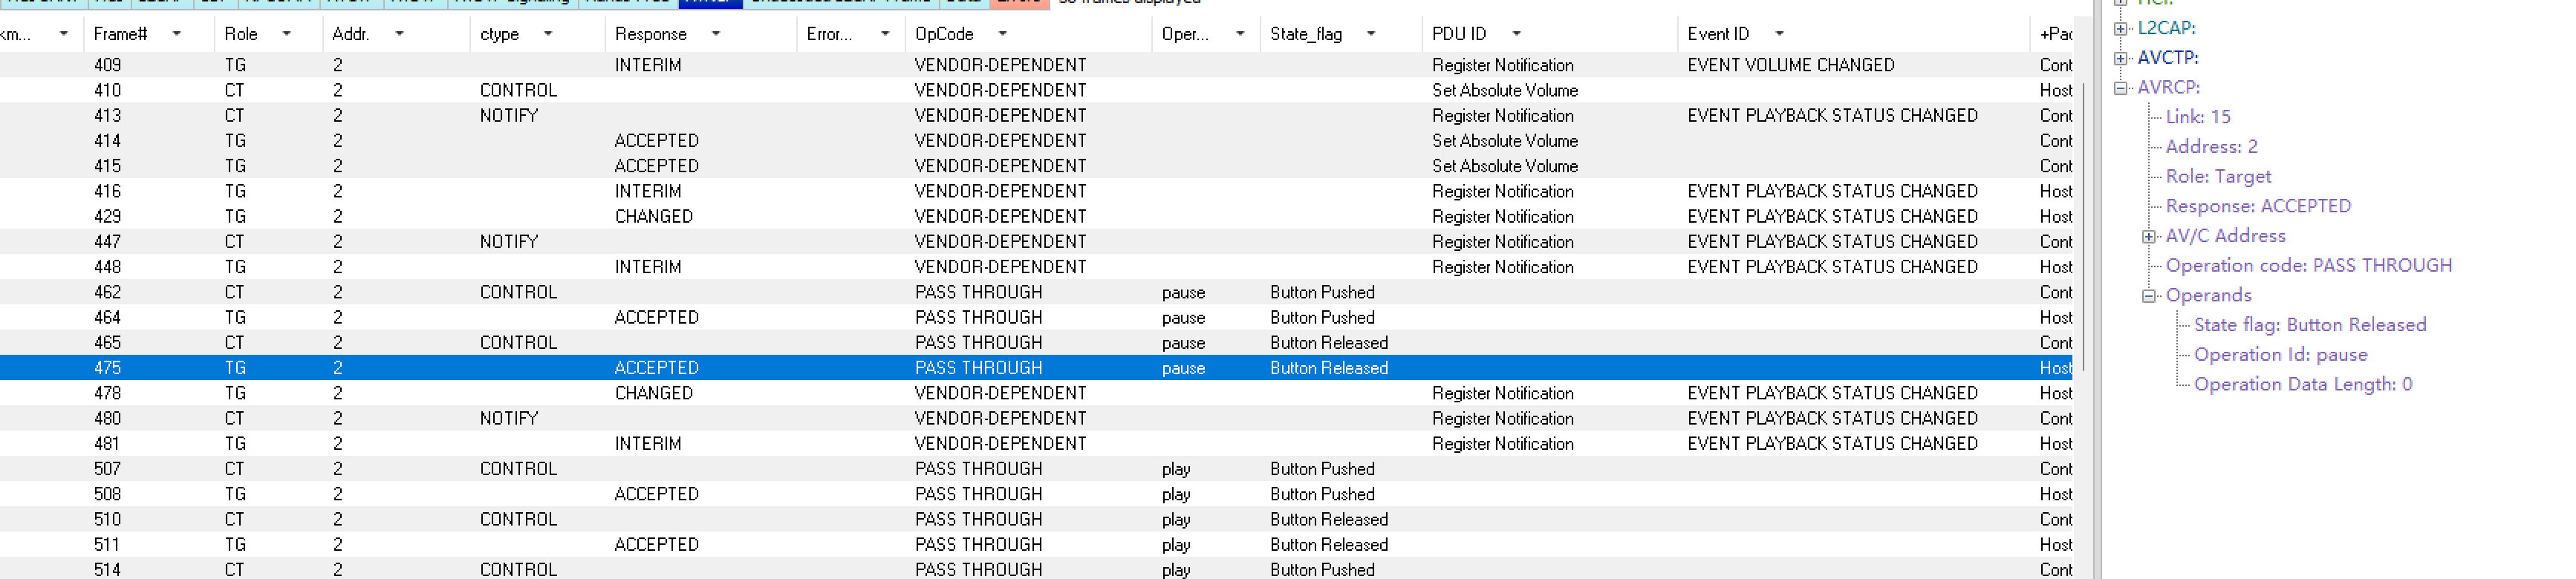 38 frames displayed
km... Frame# Role Addr. ctype Response Error... OpCode Oper... State_flag PDU ID Event ID +Pac
409 TG 2 INTERIM VENDOR-DEPENDENT Register Notification EVENT VOLUME CHANGED Cont
410 CT 2 CONTROL VENDOR-DEPENDENT Set Absolute Volume Host
413 CT 2 NOTIFY VENDOR-DEPENDENT Register Notification EVENT PLAYBACK STATUS CHANGED Cont
414 TG 2 ACCEPTED VENDOR-DEPENDENT Set Absolute Volume Cont
415 TG 2 ACCEPTED VENDOR-DEPENDENT Set Absolute Volume Cont
416 TG 2 INTERIM VENDOR-DEPENDENT Register Notification EVENT PLAYBACK STATUS CHANGED Host
429 TG 2 CHANGED VENDOR-DEPENDENT Register Notification EVENT PLAYBACK STATUS CHANGED Host
447 CT 2 NOTIFY VENDOR-DEPENDENT Register Notification EVENT PLAYBACK STATUS CHANGED Cont
448 TG 2 INTERIM VENDOR-DEPENDENT Register Notification EVENT PLAYBACK STATUS CHANGED Host
462 CT 2 CONTROL PASS THROUGH pause Button Pushed Cont
464 TG 2 ACCEPTED PASS THROUGH pause Button Pushed Host
465 CT 2 CONTROL PASS THROUGH pause Button Released Cont
475 TG 2 ACCEPTED PASS THROUGH pause Button Released Host
478 TG 2 CHANGED VENDOR-DEPENDENT Register Notification EVENT PLAYBACK STATUS CHANGED Host
480 CT 2 NOTIFY VENDOR-DEPENDENT Register Notification EVENT PLAYBACK STATUS CHANGED Cont
481 TG 2 INTERIM VENDOR-DEPENDENT Register Notification EVENT PLAYBACK STATUS CHANGED Host
507 CT 2 CONTROL PASS THROUGH play Button Pushed Cont
508 TG 2 ACCEPTED PASS THROUGH play Button Pushed Host
510 CT 2 CONTROL PASS THROUGH play Button Released Cont
511 TG 2 ACCEPTED PASS THROUGH play Button Released Host
514 CT 2 CONTROL PASS THROUGH play Button Pushed Cont
HCI:
L2CAP:
AVCTP:
AVRCP:
Link: 15
Address: 2
Role: Target
Response: ACCEPTED
AV/C Address
Operation code: PASS THROUGH
Operands
State flag: Button Released
Operation Id: pause
Operation Data Length: 0